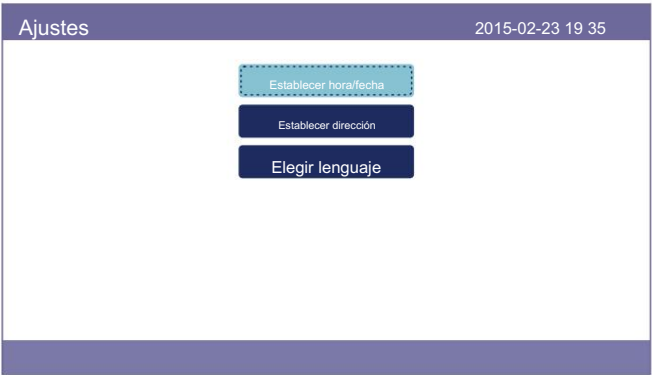 Ajustes 2015-02-23 19 35
Establecer hora/fecha
Establecer dirección
Elegir lenguaje